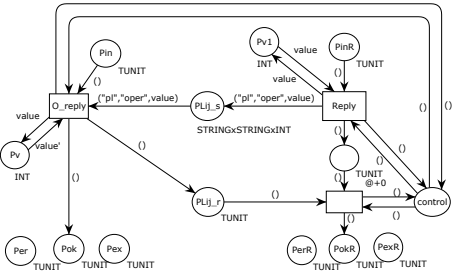 Pin
()
TUNIT
Pv1
INT
value
value
PinR
()
TUNIT
()
()
O_reply
("pl","oper",value)
PLij_s
("pl","oper",value)
Reply
STRINGxSTRINGxINT
value
value'
Pv
INT
()
()
()
()
()
()
TUNIT
@+0
PLij_r
TUNIT
()
()
()
control
()
Per
TUNIT
Pok
TUNIT
Pex
TUNIT
PerR
TUNIT
PokR
TUNIT
PexR
TUNIT